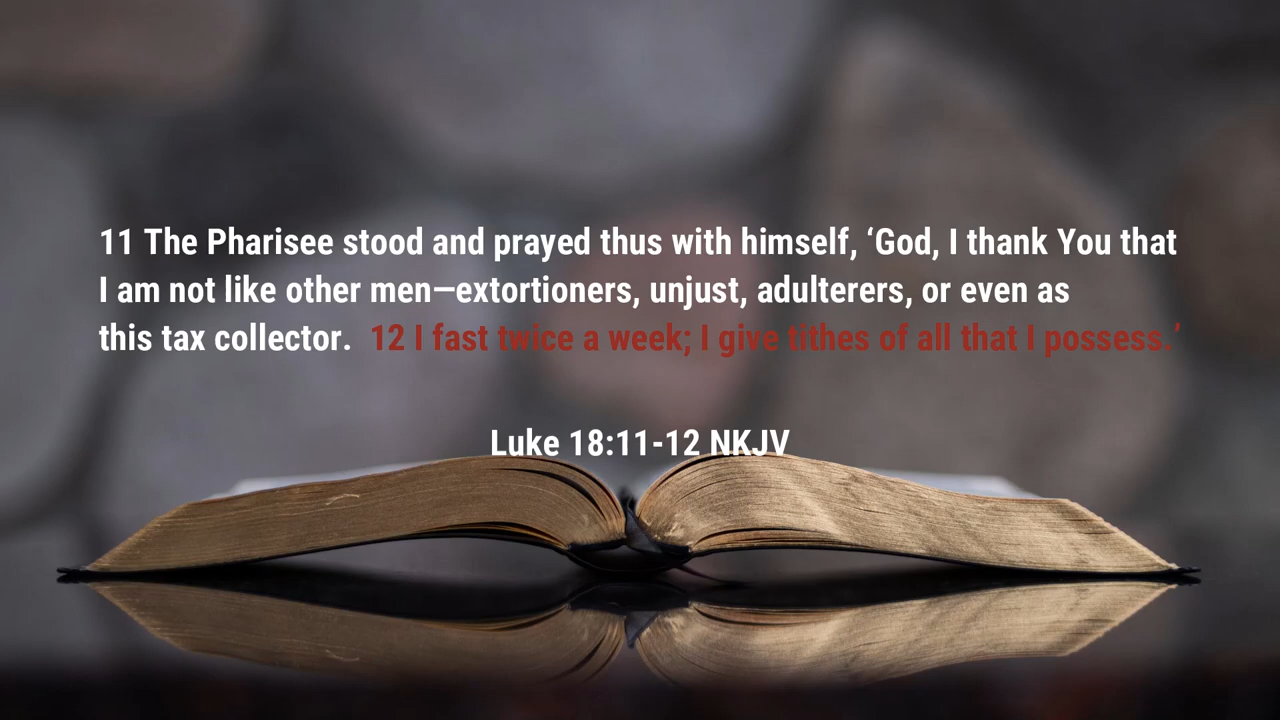 11 The Pharisee stood and prayed thus with himself, ‘God, I thank You that
I am not like other men—extortioners, unjust, adulterers, or even as
this tax collector.  12 I fast twice a week; I give tithes of all that I possess.’
Luke 18:11-12 NKJV